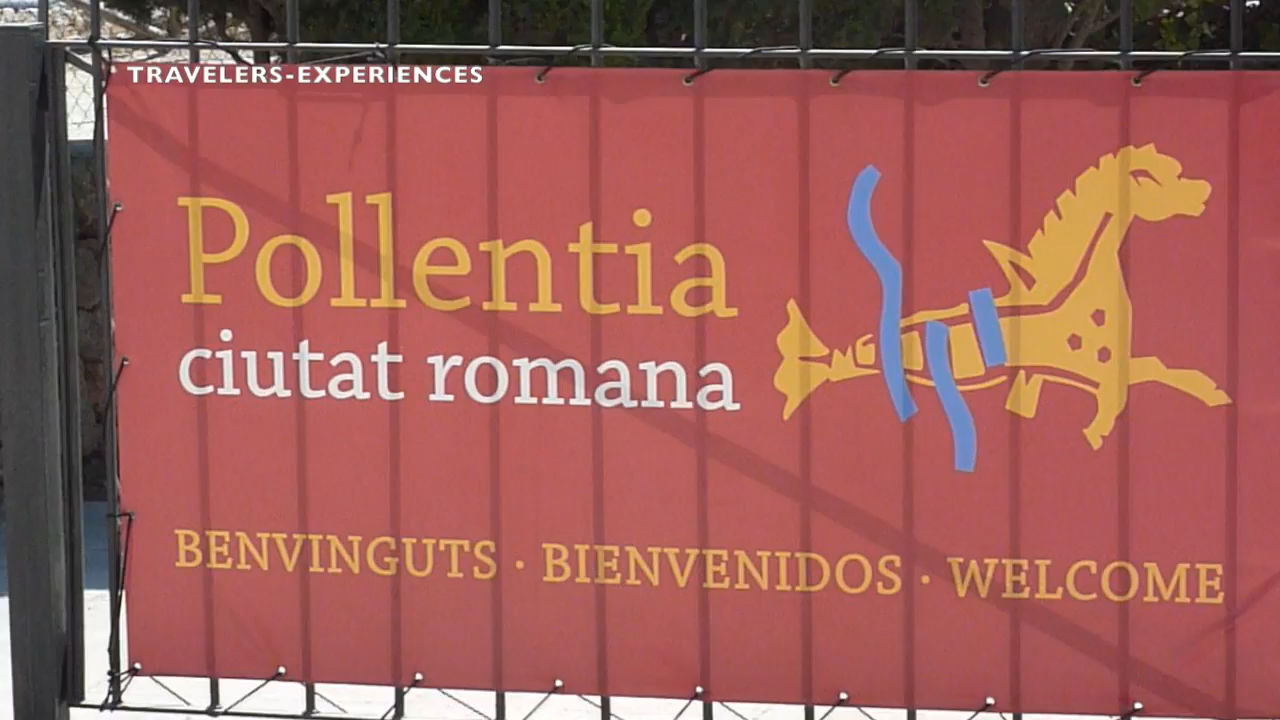 TRAVELERS-EXPERIENCES
Pollentia
ciutat romana
BENVINGUTS · BIENVENIDOS · WELCOME